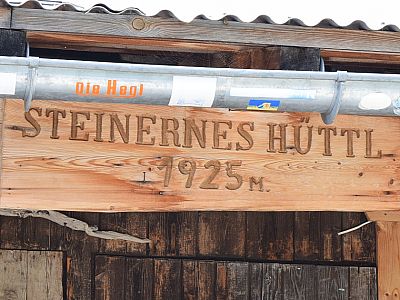 Die Hegl
STEINERNES HÜTTL
1925 M.